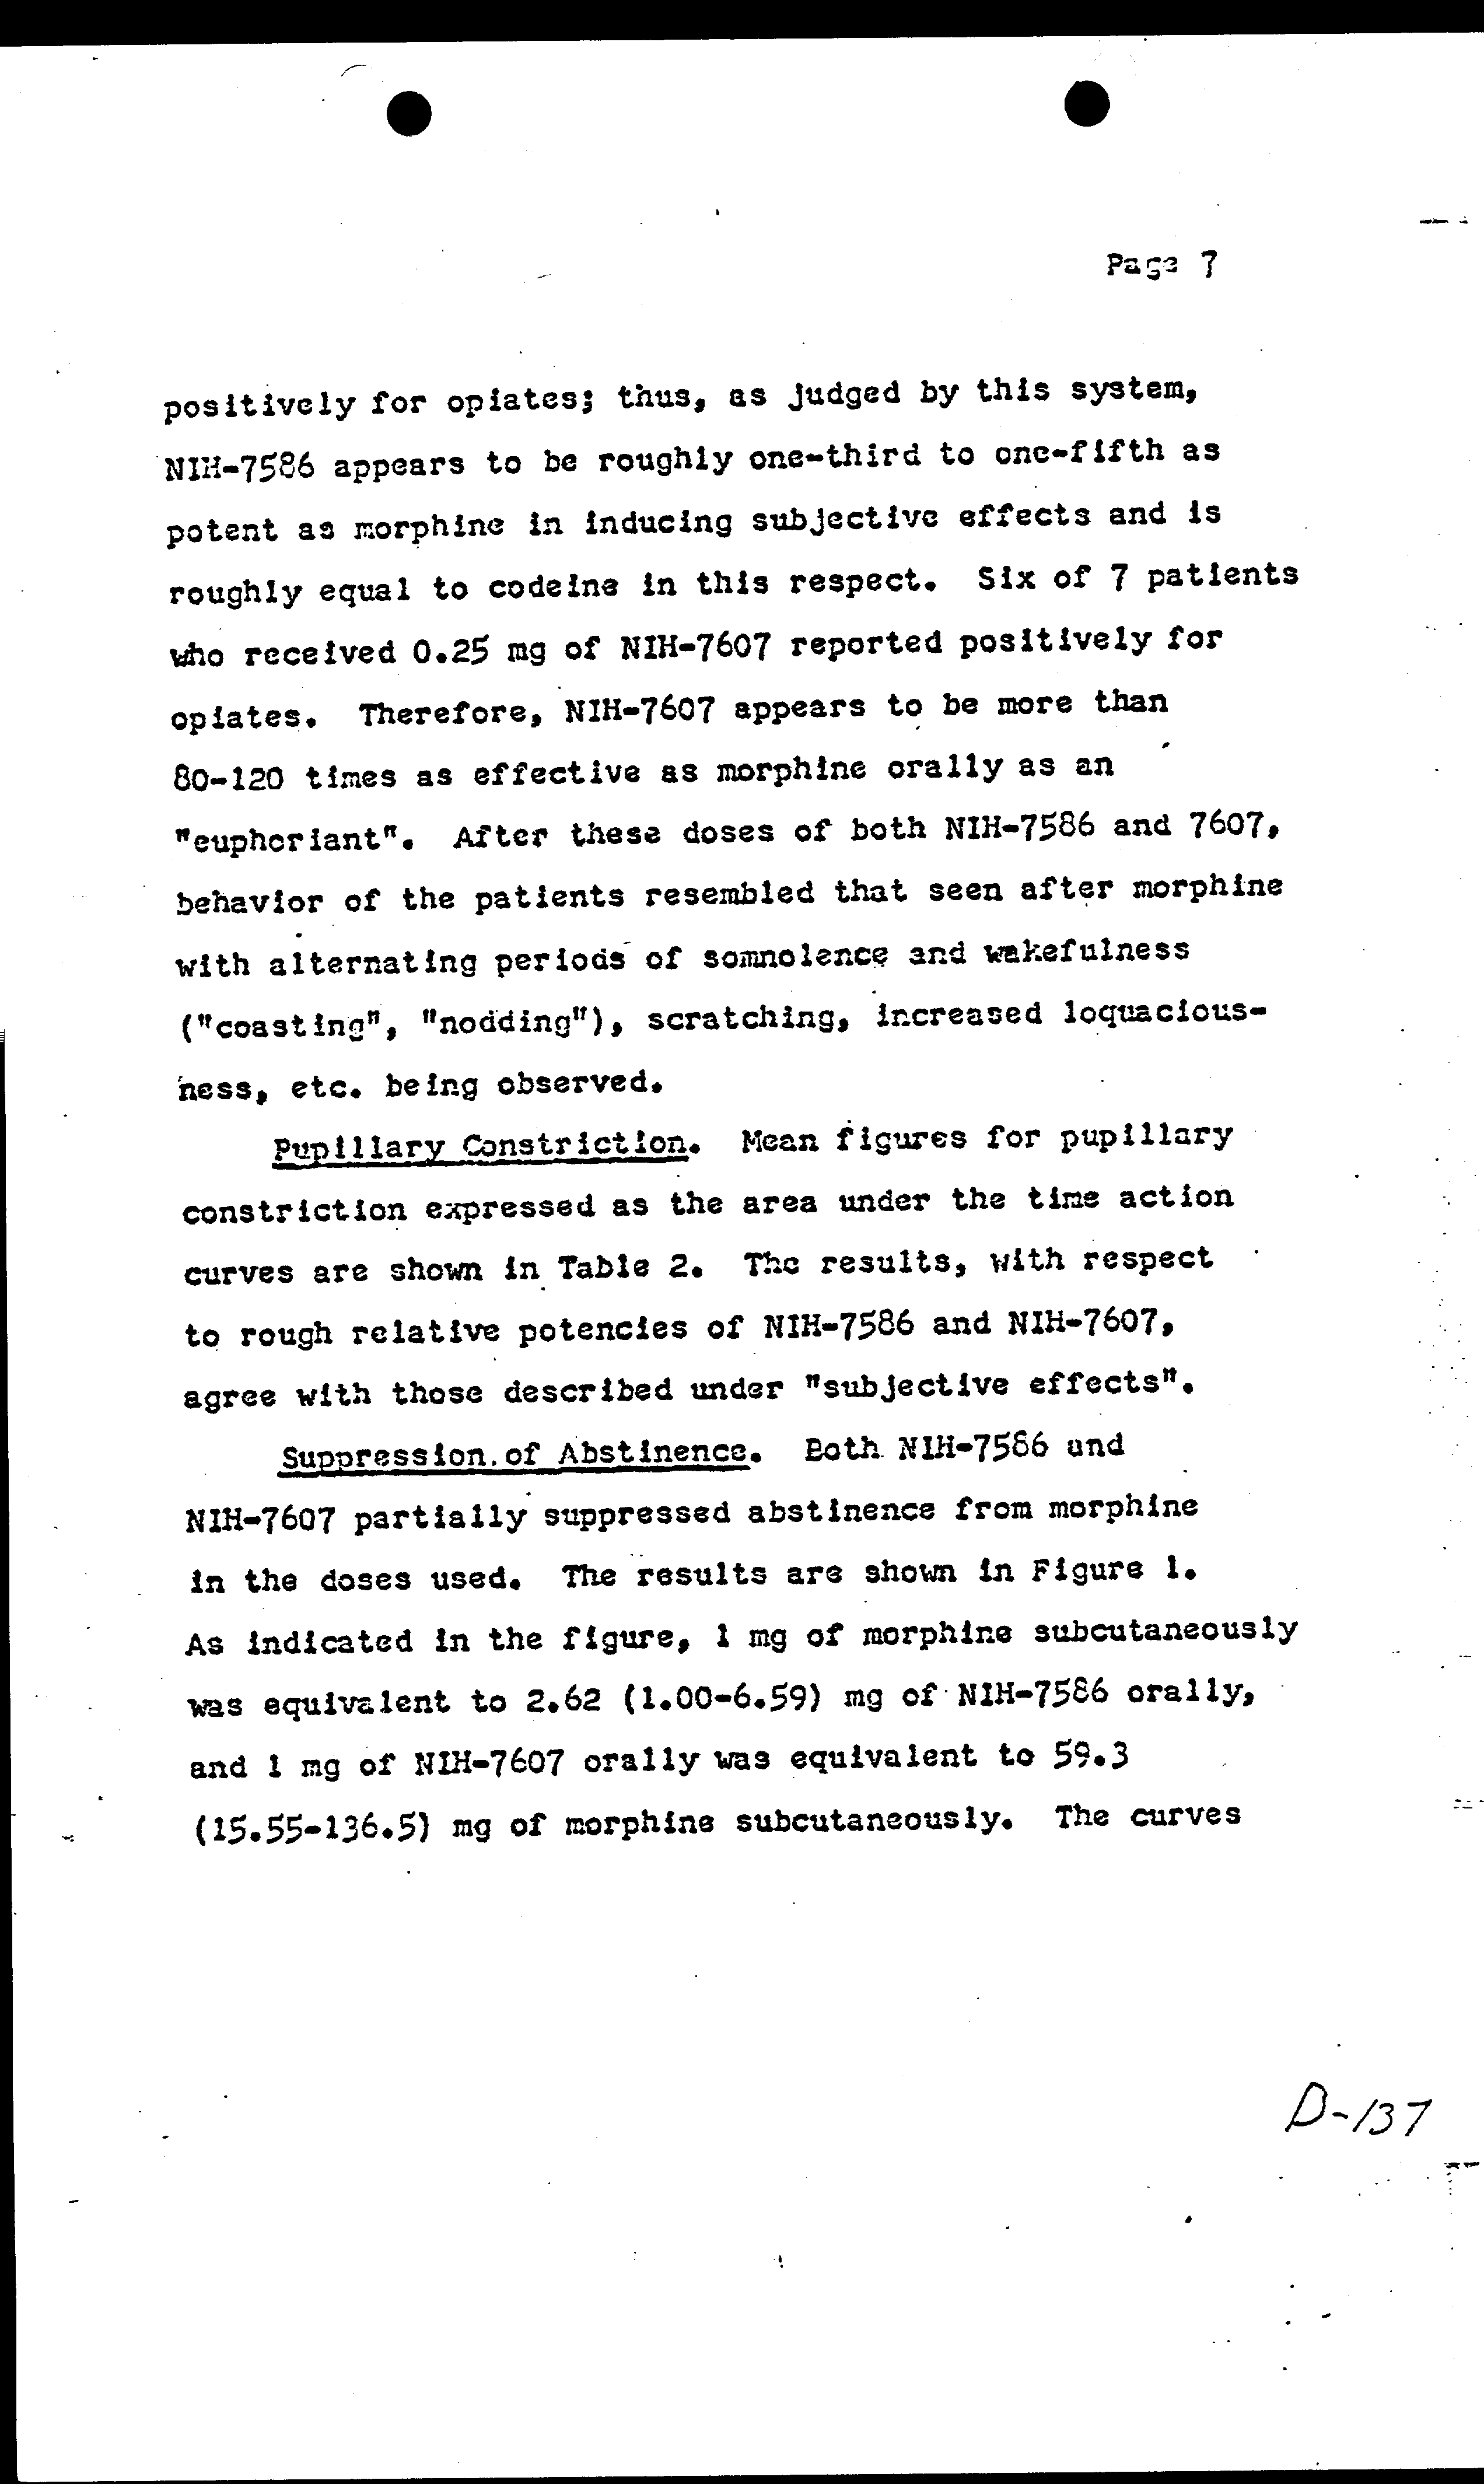 Page 7
positively for opiates; thus, as judged by this system,
NIH-7586 appears to be roughly one-third to one-fifth as
potent as morphine in inducing subjective effects and is
roughly equal to codeine in this respect. Six of 7 patients
who received 0.25 mg of NIH-7607 reported positively for
opiates. Therefore, NIH-7607 appears to be more than
80-120 times as effective as morphine orally as an
"euphoriant". After these doses of both NIH-7586 and 7607,
behavior of the patients resembled that seen after morphine
with alternating periods of somnolence and wakefulness
("coasting", "nodding"), scratching, increased loquacious-
ness, etc. being observed.
Pupillary Constriction. Mean figures for pupillary
constriction expressed as the area under the time action
curves are shown in Table 2. The results, with respect
to rough relative potencies of NIH-7586 and NIH-7607,
agree with those described under "subjective effects".
Suppression of Abstinence. Both NIH-7586 and
NIH-7607 partially suppressed abstinence from morphine
in the doses used. The results are shown in Figure 1.
As indicated in the figure, 1 mg of morphine subcutaneously
was equivalent to 2.62 (1.00-6.59) mg of NIH-7586 orally,
and 1 mg of NIH-7607 orally was equivalent to 59.3
(15.55-136.5) mg of morphine subcutaneously. The curves
D-137